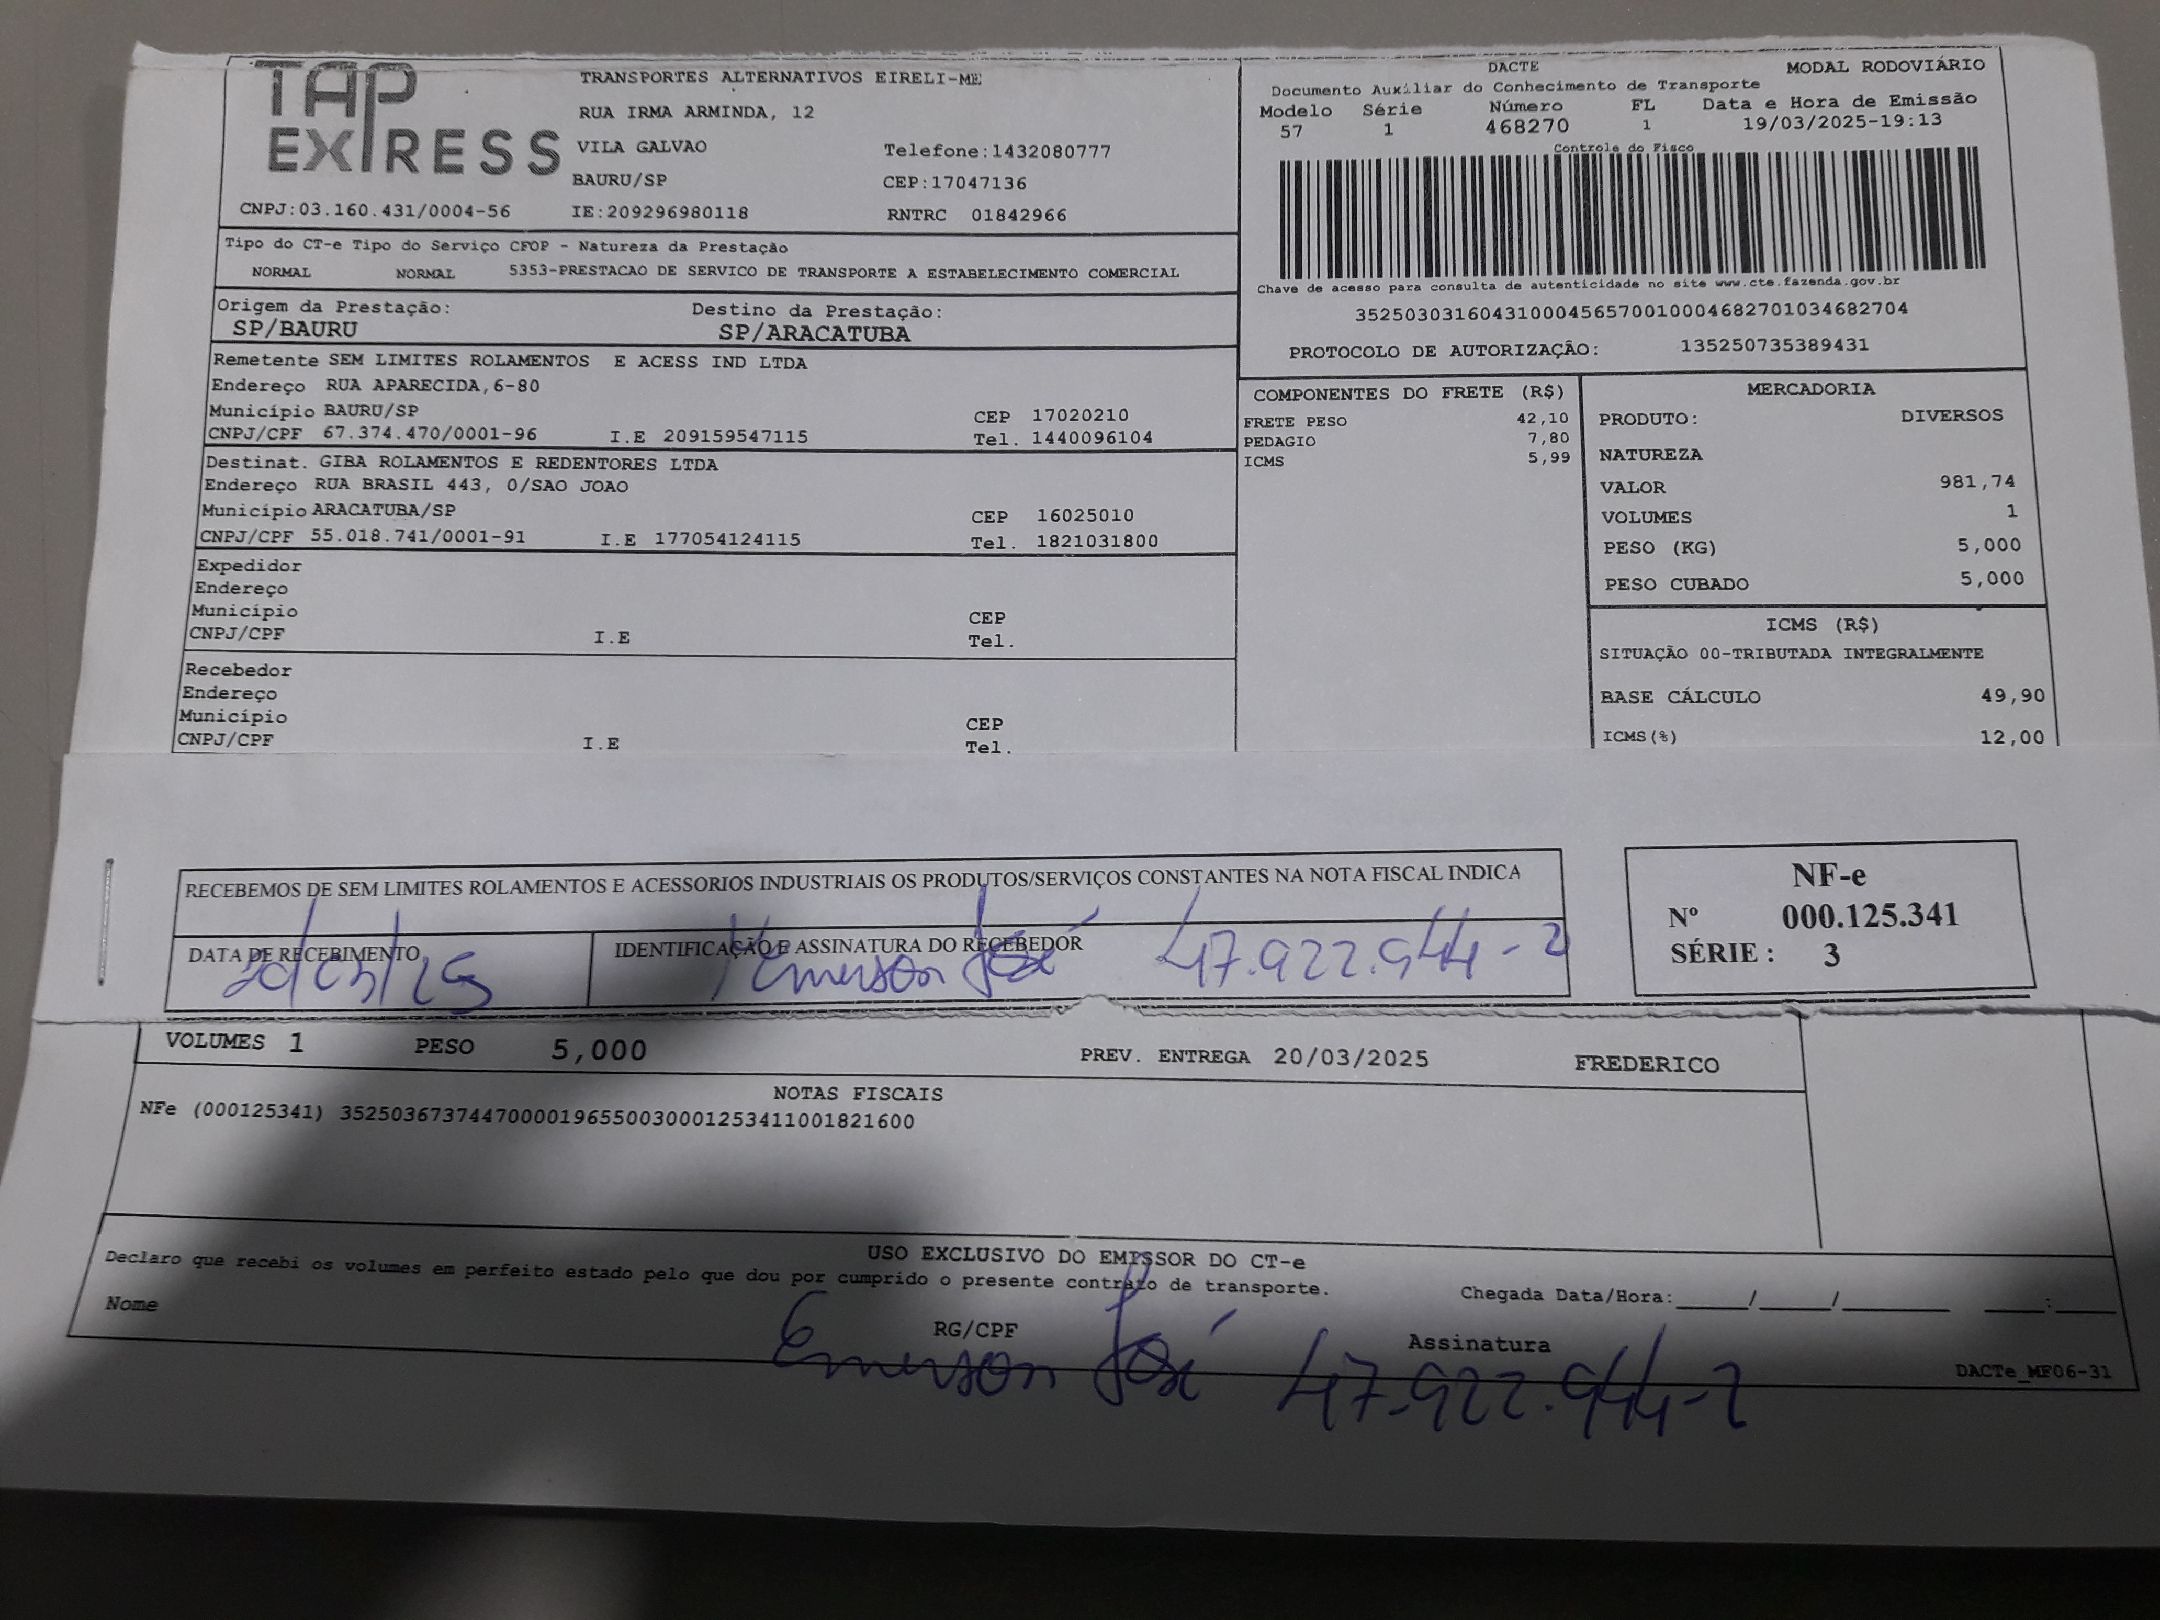 TAP EXPRESS
TRANSPORTES ALTERNATIVOS EIRELI-ME
RUA IRMA ARMINDA, 12
VILA GALVAO Telefone:1432080777
BAURU/SP CEP:17047136
CNPJ:03.160.431/0004-56 IE:209296980118 RNTRC 01842966
DACTE MODAL RODOVIÁRIO
Documento Auxiliar do Conhecimento de Transporte
Modelo Série Número FL Data e Hora de Emissão
57 1 468270 1 19/03/2025-19:13
Controle do Fisco
Chave de acesso para consulta de autenticidade no site www.cte.fazenda.gov.br
35250303160431000456570010004682701034682704
PROTOCOLO DE AUTORIZAÇÃO: 135250735389431
Tipo do CT-e Tipo do Serviço CFOP - Natureza da Prestação
NORMAL NORMAL 5353-PRESTACAO DE SERVICO DE TRANSPORTE A ESTABELECIMENTO COMERCIAL
Origem da Prestação: Destino da Prestação:
SP/BAURU SP/ARACATUBA
Remetente SEM LIMITES ROLAMENTOS E ACESS IND LTDA
Endereço RUA APARECIDA,6-80
Município BAURU/SP CEP 17020210
CNPJ/CPF 67.374.470/0001-96 I.E 209159547115 Tel. 1440096104
Destinat. GIBA ROLAMENTOS E REDENTORES LTDA
Endereço RUA BRASIL 443, 0/SAO JOAO
Município ARACATUBA/SP CEP 16025010
CNPJ/CPF 55.018.741/0001-91 I.E 177054124115 Tel. 1821031800
Expedidor
Endereço
Município CEP
CNPJ/CPF I.E Tel.
Recebedor
Endereço
Município CEP
CNPJ/CPF I.E Tel.
COMPONENTES DO FRETE (R$)
FRETE PESO 42,10
PEDAGIO 7,80
ICMS 5,99
MERCADORIA
PRODUTO: DIVERSOS
NATUREZA
VALOR 981,74
VOLUMES 1
PESO (KG) 5,000
PESO CUBADO 5,000
ICMS (R$)
SITUAÇÃO 00-TRIBUTADA INTEGRALMENTE
BASE CÁLCULO 49,90
ICMS(%) 12,00
RECEBEMOS DE SEM LIMITES ROLAMENTOS E ACESSORIOS INDUSTRIAIS OS PRODUTOS/SERVIÇOS CONSTANTES NA NOTA FISCAL INDICA
DATA DE RECEBIMENTO IDENTIFICAÇÃO E ASSINATURA DO RECEBEDOR
20/03/25 Emerson José 47.922.944-2
NF-e
Nº 000.125.341
SÉRIE : 3
VOLUMES 1 PESO 5,000 PREV. ENTREGA 20/03/2025 FREDERICO
NOTAS FISCAIS
NFe (000125341) 35250367374470000196550030001253411001821600
USO EXCLUSIVO DO EMISSOR DO CT-e
Declaro que recebi os volumes em perfeito estado pelo que dou por cumprido o presente contrato de transporte.
Chegada Data/Hora:_____/_____/_______ ____:____
Nome RG/CPF Assinatura
Emerson José 47.922.944-2
DACTe_MF06-31